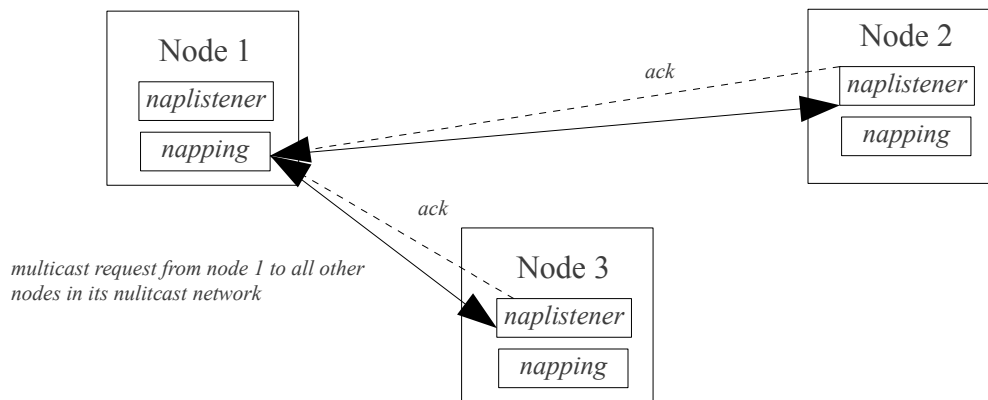 Node 1
naplistener
napping
Node 2
naplistener
napping
ack
ack
multicast request from node 1 to all other
nodes in its nulitcast network
Node 3
naplistener
napping